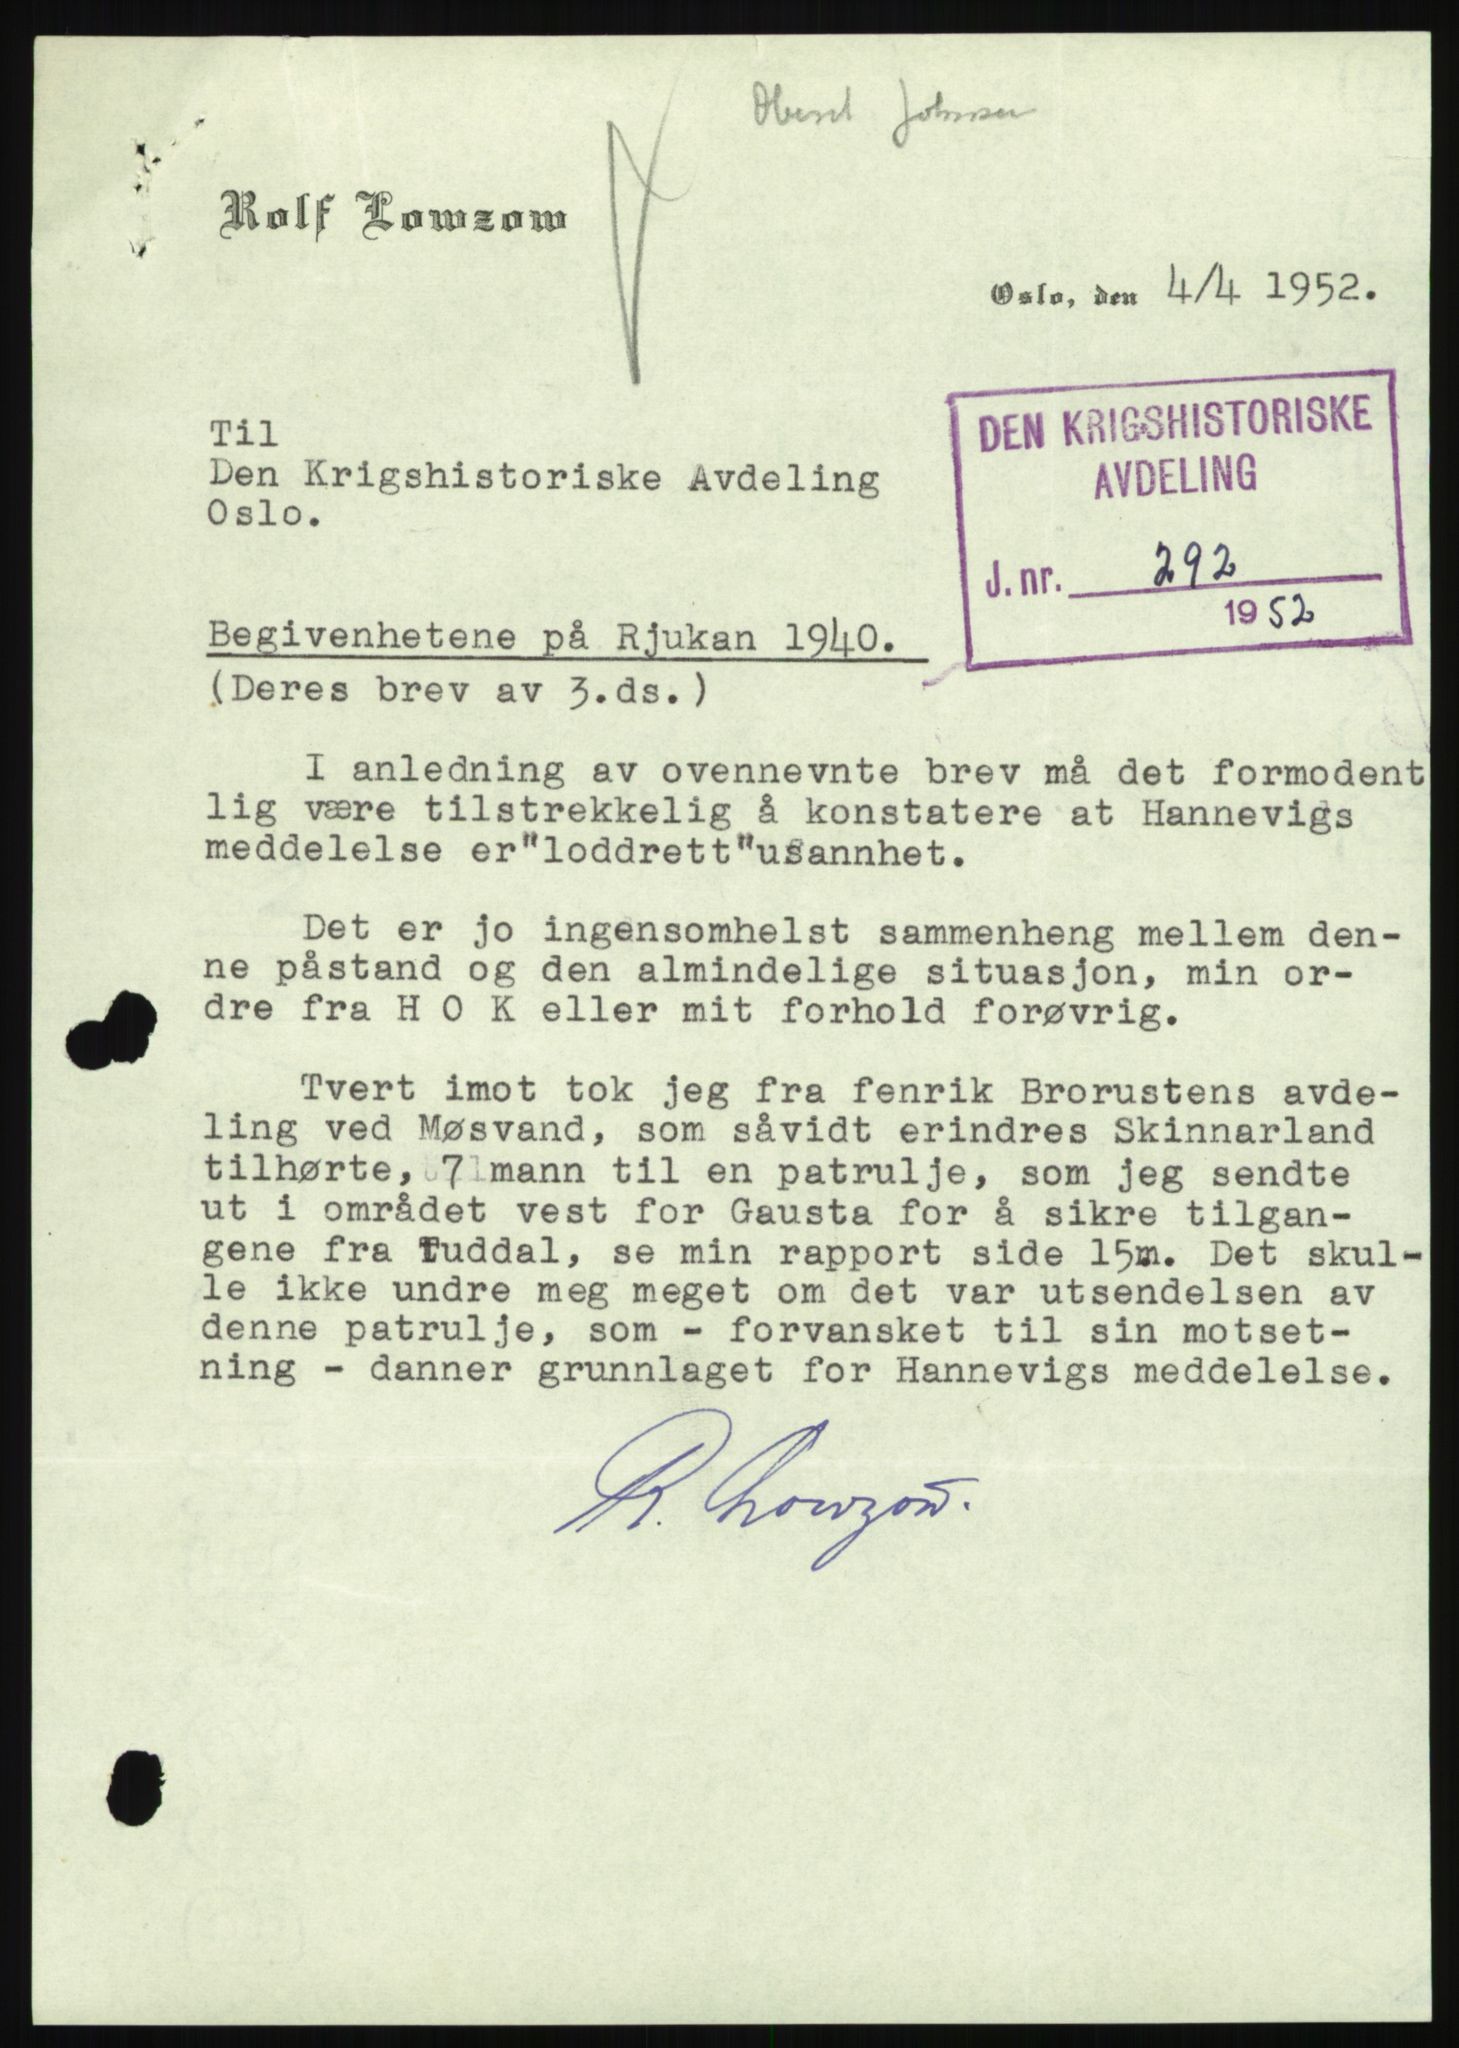 Oberst Johnsen
Rolf Lowzow
Oslo, den 4/4 1952.
DEN KRIGSHISTORISKE
AVDELING
J. nr. 292
1952
Til
Den Krigshistoriske Avdeling
Oslo.
Begivenhetene på Rjukan 1940.
(Deres brev av 3.ds.)
I anledning av ovennevnte brev må det formodent
lig være tilstrekkelig å konstatere at Hannevigs
meddelelse er "loddrett" usannhet.
Det er jo ingensomhelst sammenheng mellem den-
ne påstand og den almindelige situasjon, min or-
dre fra H O K eller mit forhold forøvrig.
Tvert imot tok jeg fra fenrik Brorustens avde-
ling ved Møsvand, som såvidt erindres Skinnarland
tilhørte, 7 mann til en patrulje, som jeg sendte
ut i området vest for Gausta for å sikre tilgan-
gene fra Tuddal, se min rapport side 15m. Det skul-
le ikke undre meg meget om det var utsendelsen av
denne patrulje, som - forvansket til sin motset-
ning - danner grunnlaget for Hannevigs meddelelse.
R. Lowzow.